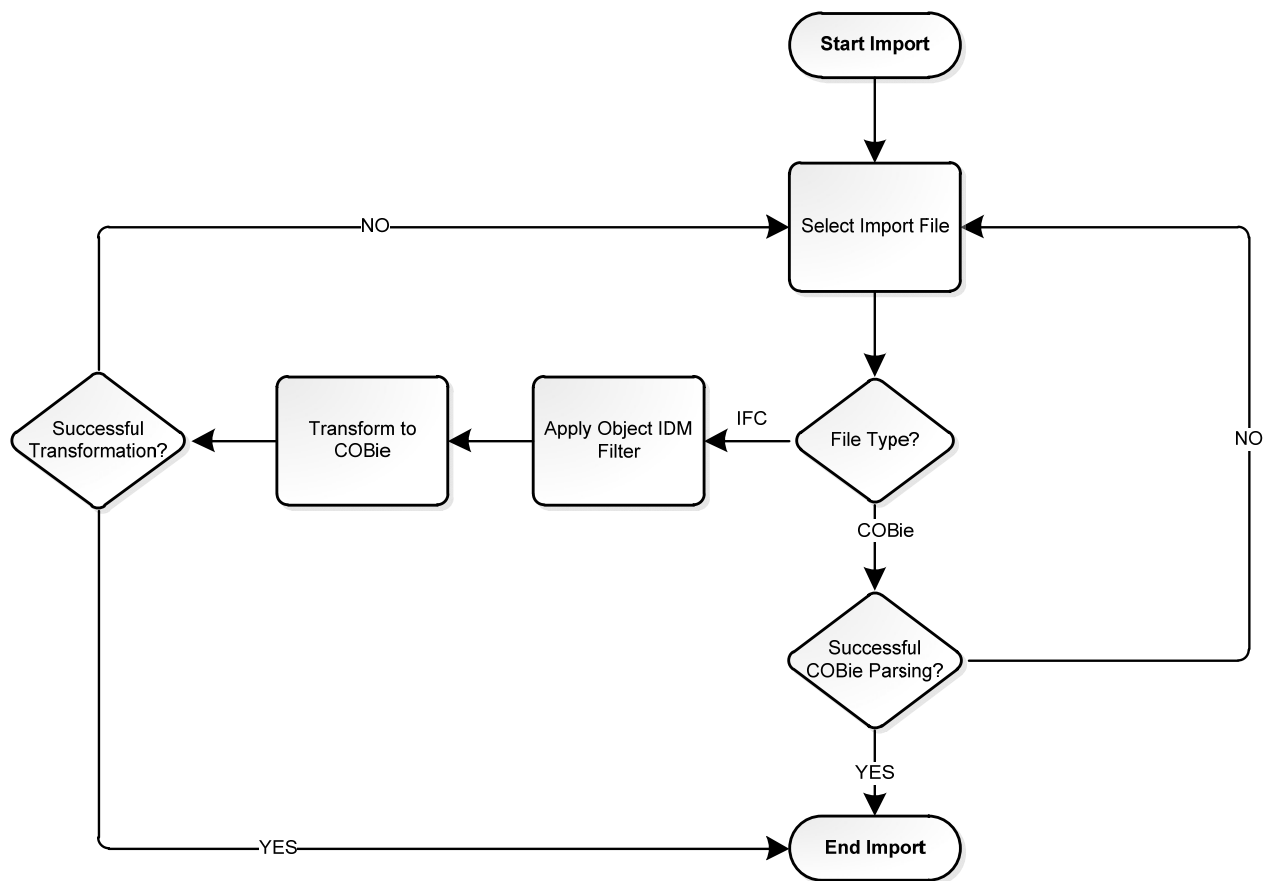 Start Import
NO
Select Import File
Successful
Transformation?
Transform to
COBie
Apply Object IDM
Filter
IFC
File Type?
NO
COBie
Successful
COBie Parsing?
YES
YES
End Import